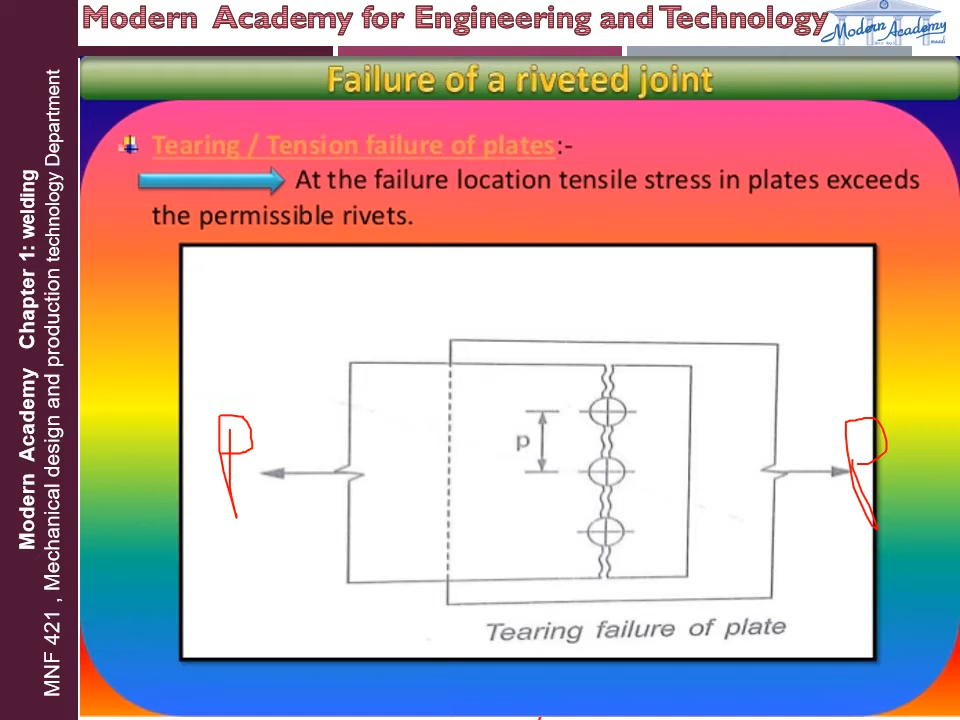 Modern Academy for Engineering and Technology
Modern Academy
maadi
Failure of a riveted joint
Tearing / Tension failure of plates:-
At the failure location tensile stress in plates exceeds
the permissible rivets.
P
P
p
Tearing failure of plate
Modern Academy Chapter 1: welding
MNF 421 , Mechanical design and production technology Department